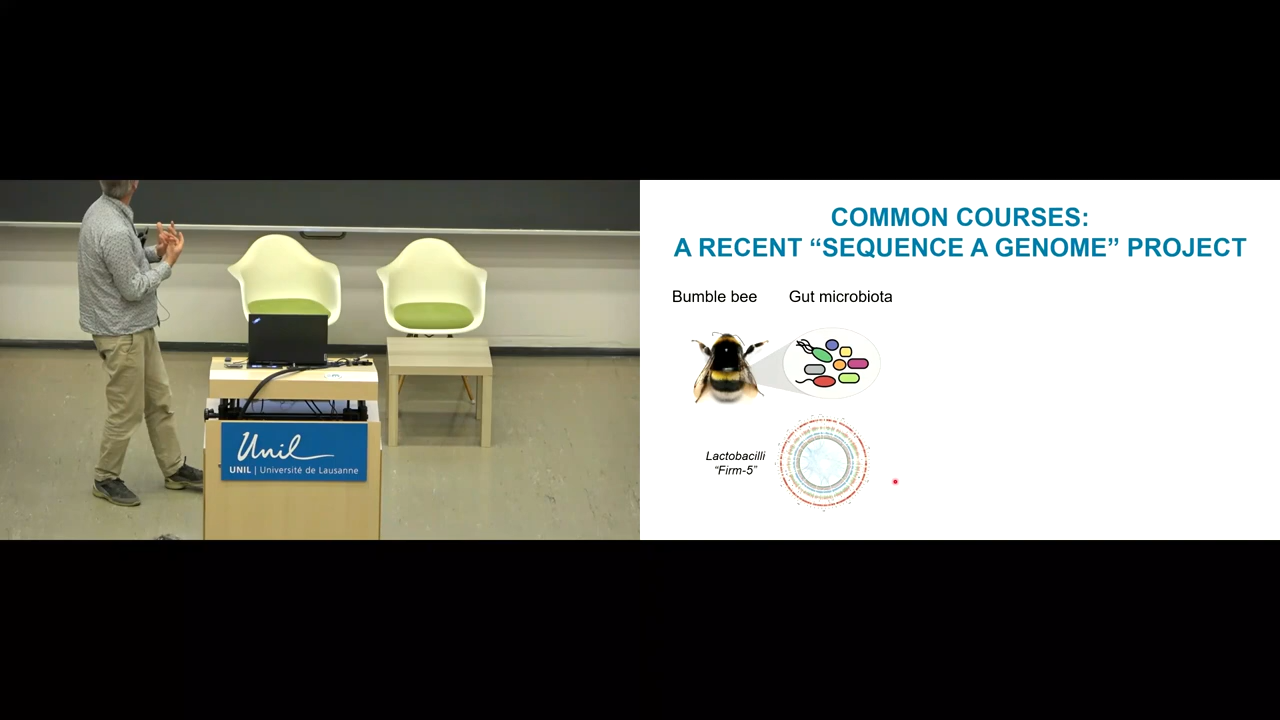 COMMON COURSES:
A RECENT “SEQUENCE A GENOME” PROJECT
Bumble bee
Gut microbiota
Lactobacilli
“Firm-5”
Unil
UNIL | Université de Lausanne